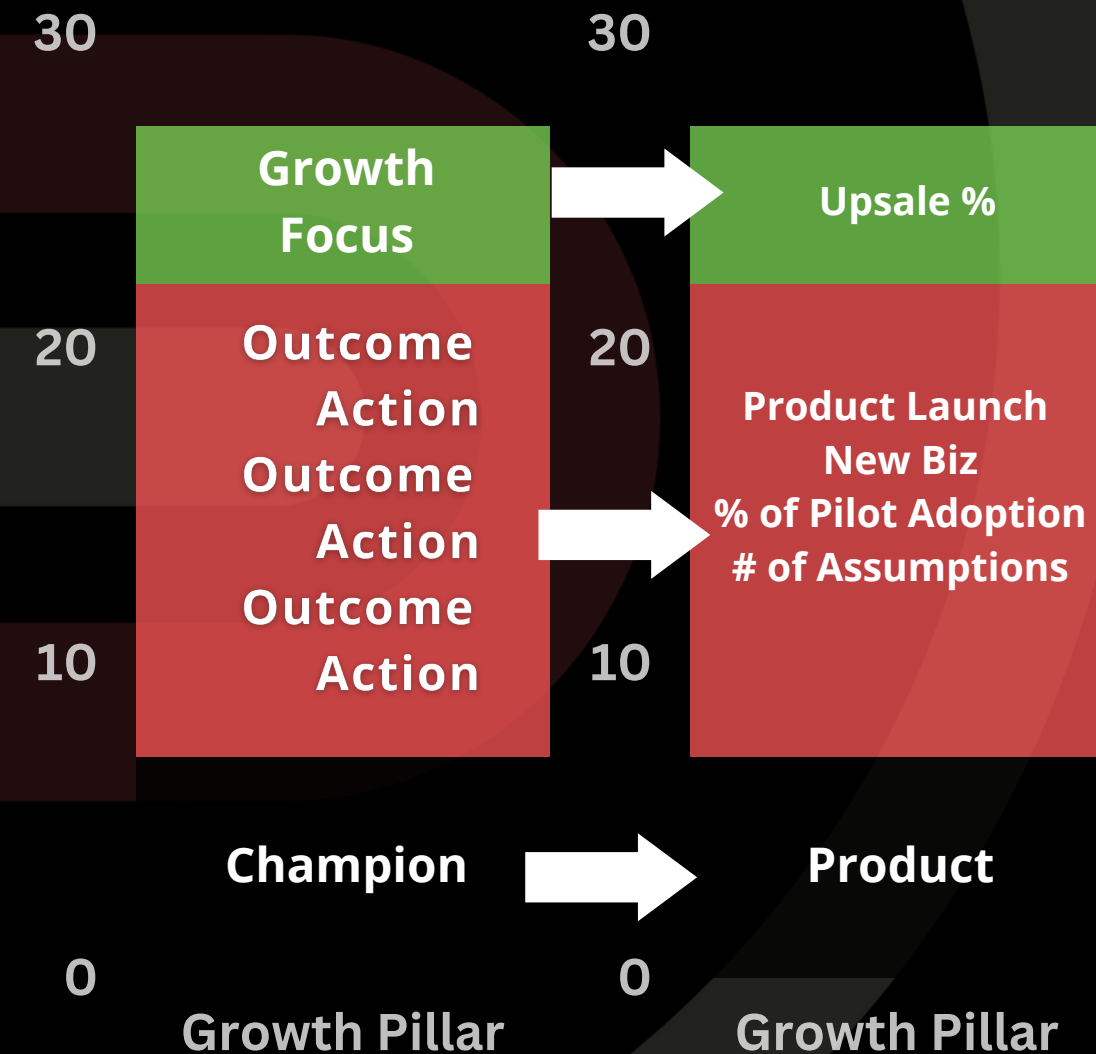 30
Growth
Focus
20
Outcome
Action
Outcome
Action
Outcome
Action
10
Champion
0
Growth Pillar
30
Upsale %
20
Product Launch
New Biz
% of Pilot Adoption
# of Assumptions
10
Product
0
Growth Pillar